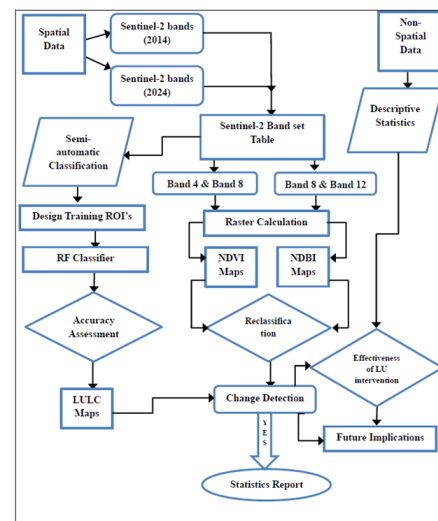 Spatial
Data
Sentinel-2 bands
(2014)
Non-
Spatial
Data
Sentinel-2 bands
(2024)
Descriptive
Statistics
Sentinel-2 Band set
Table
Semi-
automatic
Classification
Band 4 & Band 8
Band 8 & Band 12
Design Training ROI's
Raster Calculation
RF Classifier
NDVI
Maps
NDBI
Maps
Accuracy
Assessment
Reclassifica
tion
Effectiveness
of LU
intervention
LULC
Maps
Change Detection
YES
Future Implications
Statistics Report